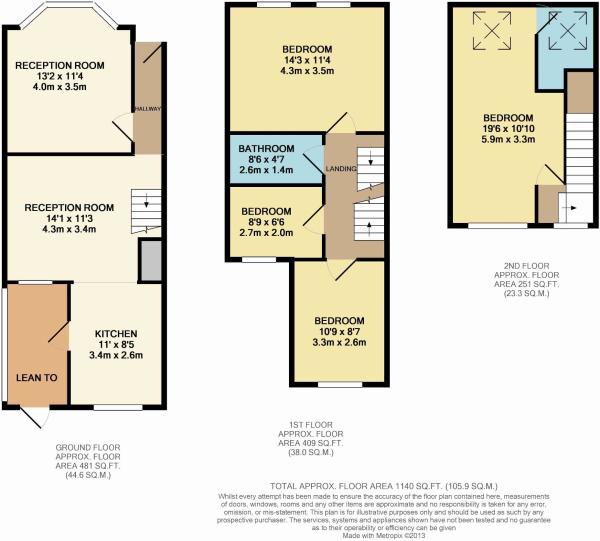 RECEPTION ROOM
13'2 x 11'4
4.0m x 3.5m
HALLWAY
RECEPTION ROOM
14'1 x 11'3
4.3m x 3.4m
KITCHEN
11' x 8'5
3.4m x 2.6m
LEAN TO
GROUND FLOOR
APPROX. FLOOR
AREA 481 SQ.FT.
(44.6 SQ.M.)
BEDROOM
14'3 x 11'4
4.3m x 3.5m
BATHROOM
8'6 x 4'7
2.6m x 1.4m
LANDING
BEDROOM
8'9 x 6'6
2.7m x 2.0m
BEDROOM
10'9 x 8'7
3.3m x 2.6m
1ST FLOOR
APPROX. FLOOR
AREA 409 SQ.FT.
(38.0 SQ.M.)
BEDROOM
19'6 x 10'10
5.9m x 3.3m
2ND FLOOR
APPROX. FLOOR
AREA 251 SQ.FT.
(23.3 SQ.M.)
TOTAL APPROX. FLOOR AREA 1140 SQ.FT. (105.9 SQ.M.)
Whilst every attempt has been made to ensure the accuracy of the floor plan contained here, measurements
of doors, windows, rooms and any other items are approximate and no responsibility is taken for any error,
omission, or mis-statement. This plan is for illustrative purposes only and should be used as such by any
prospective purchaser. The services, systems and appliances shown have not been tested and no guarantee
as to their operability or efficiency can be given
Made with Metropix ©2013